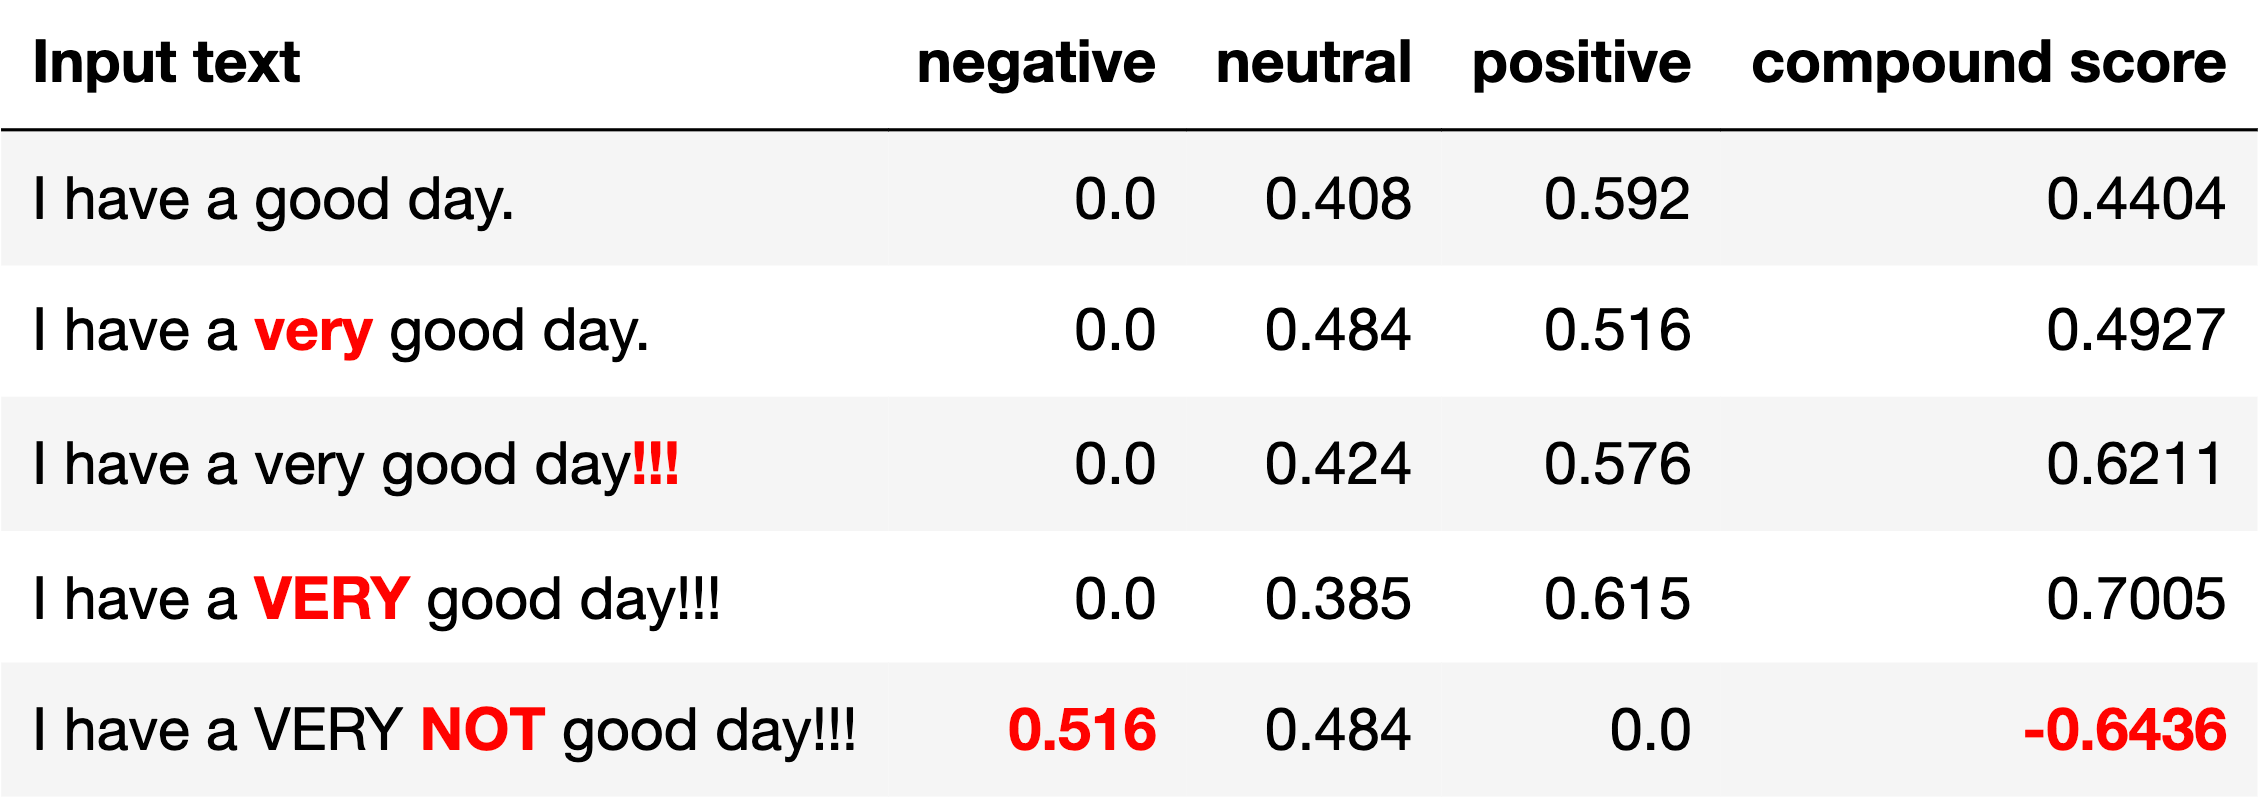 Input text negative neutral positive compound score
I have a good day. 0.0 0.408 0.592 0.4404
I have a very good day. 0.0 0.484 0.516 0.4927
I have a very good day!!! 0.0 0.424 0.576 0.6211
I have a VERY good day!!! 0.0 0.385 0.615 0.7005
I have a VERY NOT good day!!! 0.516 0.484 0.0 -0.6436